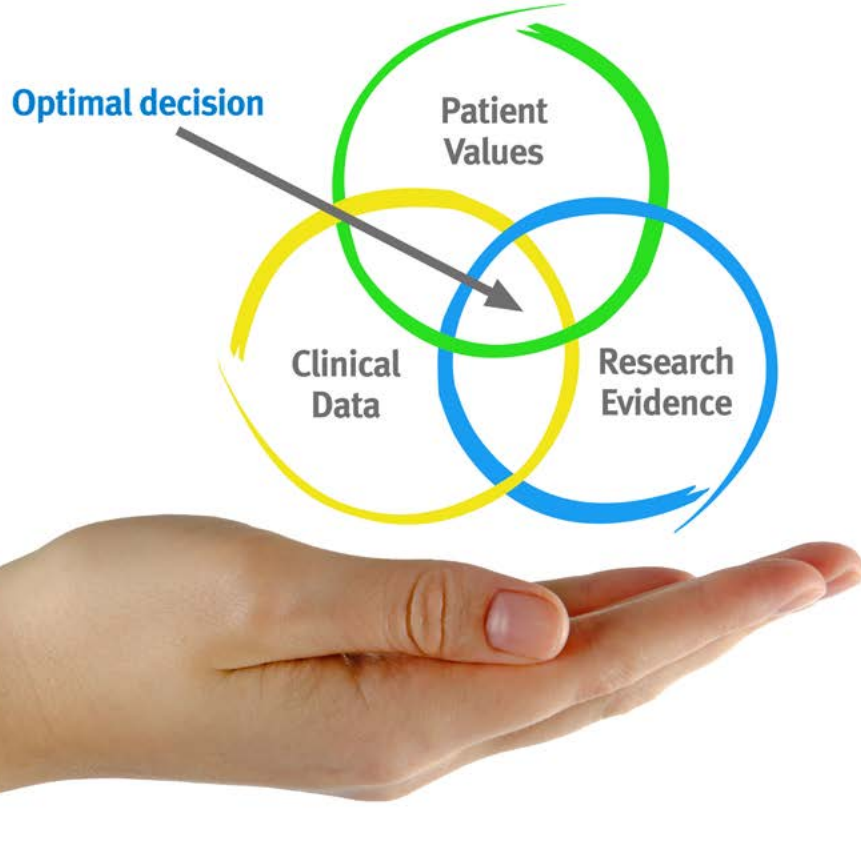 Optimal decision
Patient
Values
Clinical
Data
Research
Evidence